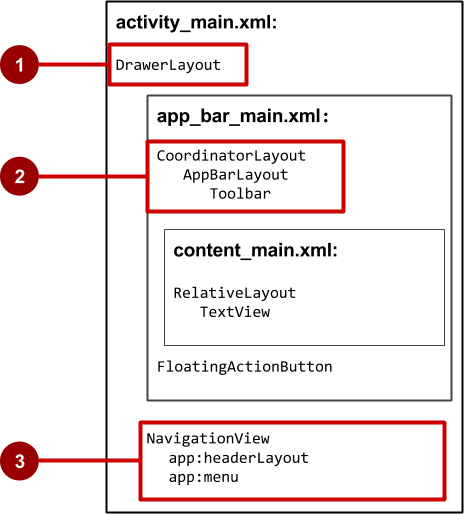 activity_main.xml:
1
DrawerLayout
app_bar_main.xml:
2
CoordinatorLayout
AppBarLayout
Toolbar
content_main.xml:
RelativeLayout
TextView
FloatingActionButton
3
NavigationView
app:headerLayout
app:menu